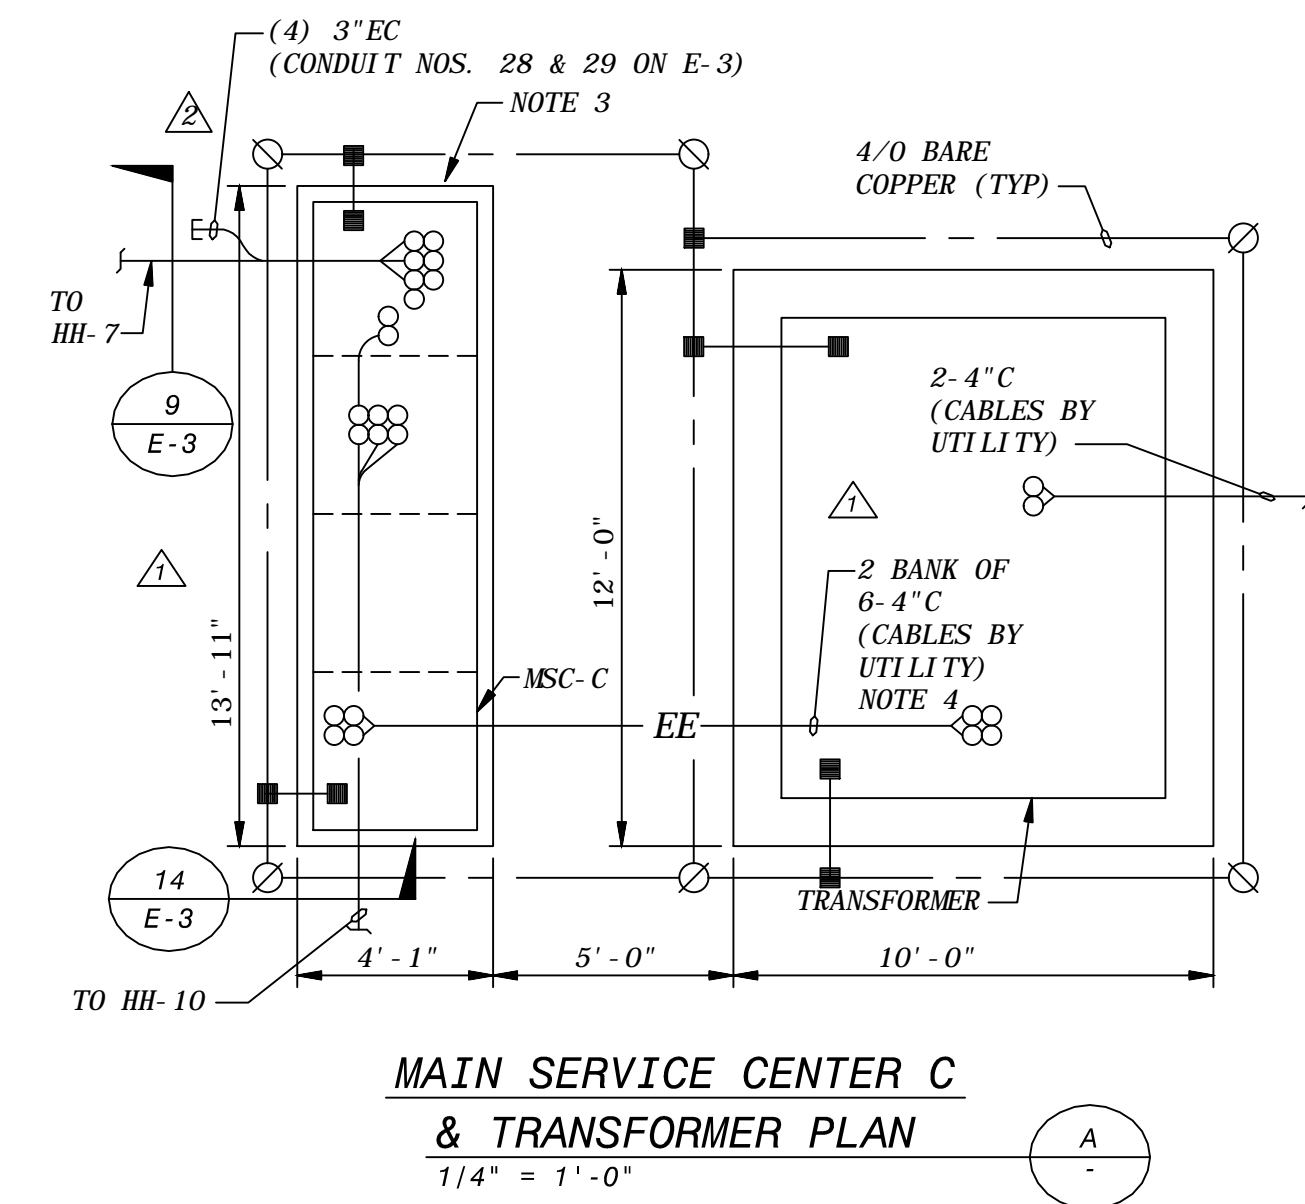 (4) 3"EC
(CONDUIT NOS. 28 & 29 ON E-3)
NOTE 3
2
4/0 BARE
COPPER (TYP)
TO
HH-7
9
E-3
2-4"C
(CABLES BY
UTILITY)
1
1
12'-0"
13'-11"
2 BANK OF
6-4"C
(CABLES BY
UTILITY)
NOTE 4
MSC-C
EE
14
E-3
TRANSFORMER
4'-1"
5'-0"
10'-0"
TO HH-10
MAIN SERVICE CENTER C
& TRANSFORMER PLAN
1/4" = 1'-0"
A
-